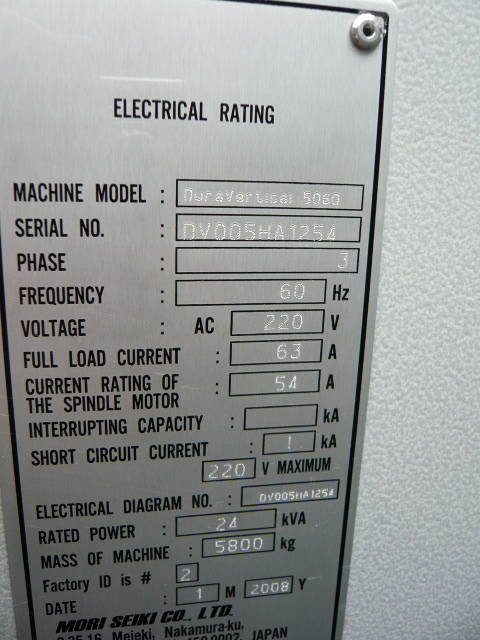 ELECTRICAL RATING
MACHINE MODEL : DuraVertical 5060
SERIAL NO. : DV005HA1254
PHASE : 3
FREQUENCY : 60 Hz
VOLTAGE : AC 220 V
FULL LOAD CURRENT : 63 A
CURRENT RATING OF
THE SPINDLE MOTOR : 54 A
INTERRUPTING CAPACITY : kA
SHORT CIRCUIT CURRENT : 1 kA
220 V MAXIMUM
ELECTRICAL DIAGRAM NO. : DV005HA1254
RATED POWER : 24 kVA
MASS OF MACHINE : 5800 kg
Factory ID is # 2
DATE : 1 M 2008 Y
MORI SEIKI CO., LTD.
Meieki, Nakamura-ku,
JAPAN